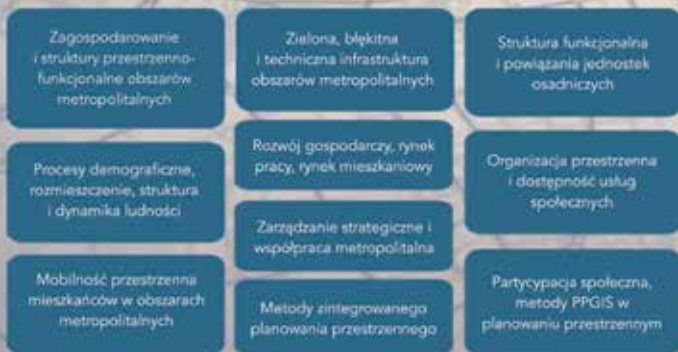 Zagospodarowanie
i struktury przestrzenno-
funkcjonalne obszarów
metropolitalnych
Procesy demograficzne,
rozmieszczenie, struktura
i dynamika ludności
Mobilność przestrzenna
mieszkańców w obszarach
metropolitalnych
Zielona, błękitna
i techniczna infrastruktura
obszarów metropolitalnych
Rozwój gospodarczy, rynek
pracy, rynek mieszkaniowy
Zarządzanie strategiczne i
współpraca metropolitalna
Metody zintegrowanego
planowania przestrzennego
Struktura funkcjonalna
i powiązania jednostek
osadniczych
Organizacja przestrzenna
i dostępność usług
społecznych
Partycypacja społeczna,
metody PPGIS w
planowaniu przestrzennym